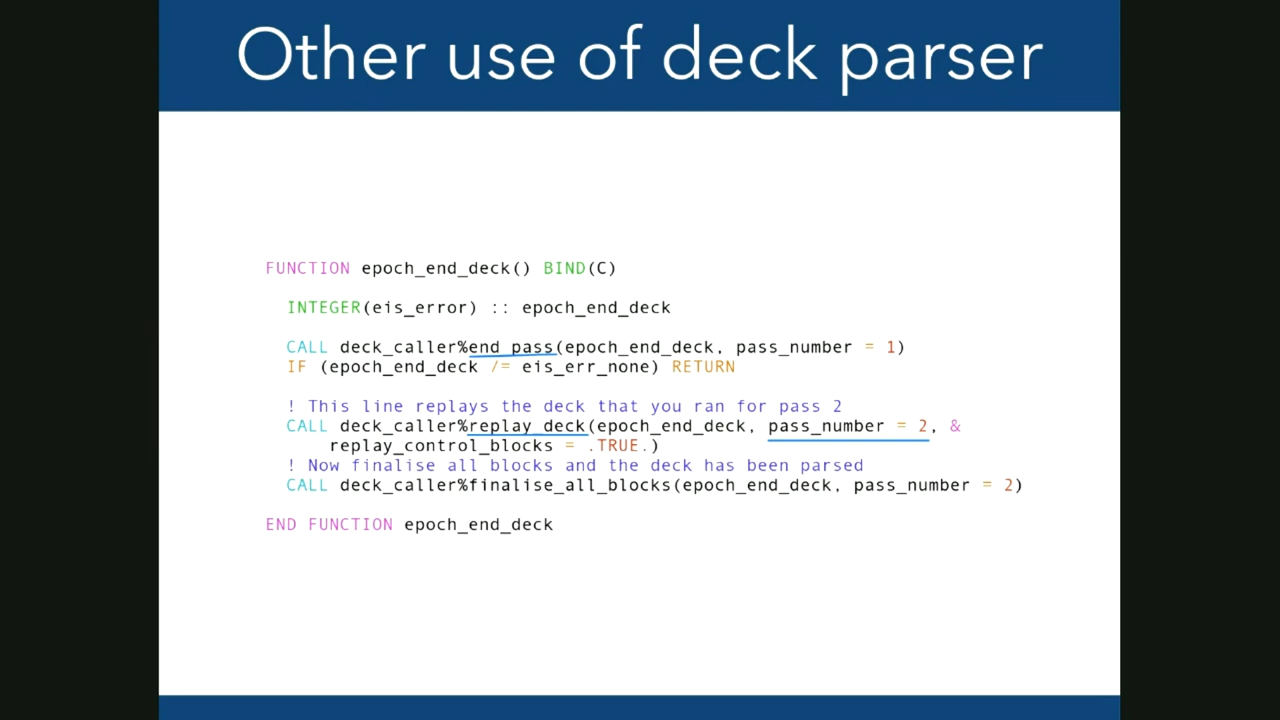 Other use of deck parser
FUNCTION epoch_end_deck() BIND(C)
INTEGER(eis_error) :: epoch_end_deck
CALL deck_caller%end_pass(epoch_end_deck, pass_number = 1)
IF (epoch_end_deck /= eis_err_none) RETURN
! This line replays the deck that you ran for pass 2
CALL deck_caller%replay_deck(epoch_end_deck, pass_number = 2, &
replay_control_blocks = .TRUE.)
! Now finalise all blocks and the deck has been parsed
CALL deck_caller%finalise_all_blocks(epoch_end_deck, pass_number = 2)
END FUNCTION epoch_end_deck